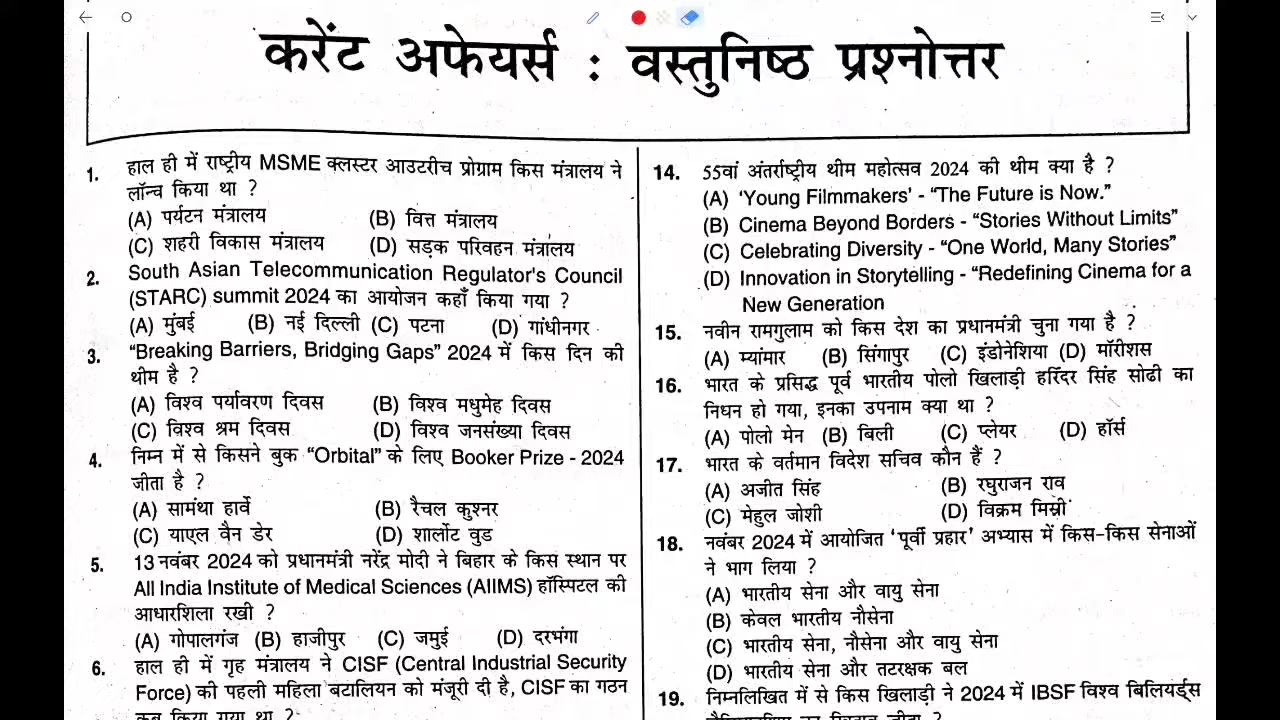 करेंट अफेयर्स : वस्तुनिष्ठ प्रश्नोत्तर
1. हाल ही में राष्ट्रीय MSME क्लस्टर आउटरीच प्रोग्राम किस मंत्रालय ने
लॉन्च किया था ?
(A) पर्यटन मंत्रालय (B) वित्त मंत्रालय
(C) शहरी विकास मंत्रालय (D) सड़क परिवहन मंत्रालय
2. South Asian Telecommunication Regulator's Council
(STARC) summit 2024 का आयोजन कहाँ किया गया ?
(A) मुंबई (B) नई दिल्ली (C) पटना (D) गांधीनगर
3. “Breaking Barriers, Bridging Gaps” 2024 में किस दिन की
थीम है ?
(A) विश्व पर्यावरण दिवस (B) विश्व मधुमेह दिवस
(C) विश्व श्रम दिवस (D) विश्व जनसंख्या दिवस
4. निम्न में से किसने बुक “Orbital” के लिए Booker Prize - 2024
जीता है ?
(A) सामंथा हार्वे (B) रैचल कुश्नर
(C) याएल वैन डेर (D) शार्लोट वुड
5. 13 नवंबर 2024 को प्रधानमंत्री नरेंद्र मोदी ने बिहार के किस स्थान पर
All India Institute of Medical Sciences (AIIMS) हॉस्पिटल की
आधारशिला रखी ?
(A) गोपालगंज (B) हाजीपुर (C) जमुई (D) दरभंगा
6. हाल ही में गृह मंत्रालय ने CISF (Central Industrial Security
Force) की पहली महिला बटालियन को मंजूरी दी है, CISF का गठन
कब किया गया था ?
14. 55वां अंतर्राष्ट्रीय थीम महोत्सव 2024 की थीम क्या है ?
(A) ‘Young Filmmakers’ - “The Future is Now.”
(B) Cinema Beyond Borders - “Stories Without Limits”
(C) Celebrating Diversity - “One World, Many Stories”
(D) Innovation in Storytelling - “Redefining Cinema for a
New Generation
15. नवीन रामगुलाम को किस देश का प्रधानमंत्री चुना गया है ?
(A) म्यांमार (B) सिंगापुर (C) इंडोनेशिया (D) मॉरीशस
16. भारत के प्रसिद्ध पूर्व भारतीय पोलो खिलाड़ी हरिंदर सिंह सोढी का
निधन हो गया, इनका उपनाम क्या था ?
(A) पोलो मेन (B) बिली (C) प्लेयर (D) हॉर्स
17. भारत के वर्तमान विदेश सचिव कौन हैं ?
(A) अजीत सिंह (B) रघुराजन राव
(C) मेहुल जोशी (D) विक्रम मिस्री
18. नवंबर 2024 में आयोजित ‘पूर्वी प्रहार’ अभ्यास में किस-किस सेनाओं
ने भाग लिया ?
(A) भारतीय सेना और वायु सेना
(B) केवल भारतीय नौसेना
(C) भारतीय सेना, नौसेना और वायु सेना
(D) भारतीय सेना और तटरक्षक बल
19. निम्नलिखित में से किस खिलाड़ी ने 2024 में IBSF विश्व बिलियर्ड्स